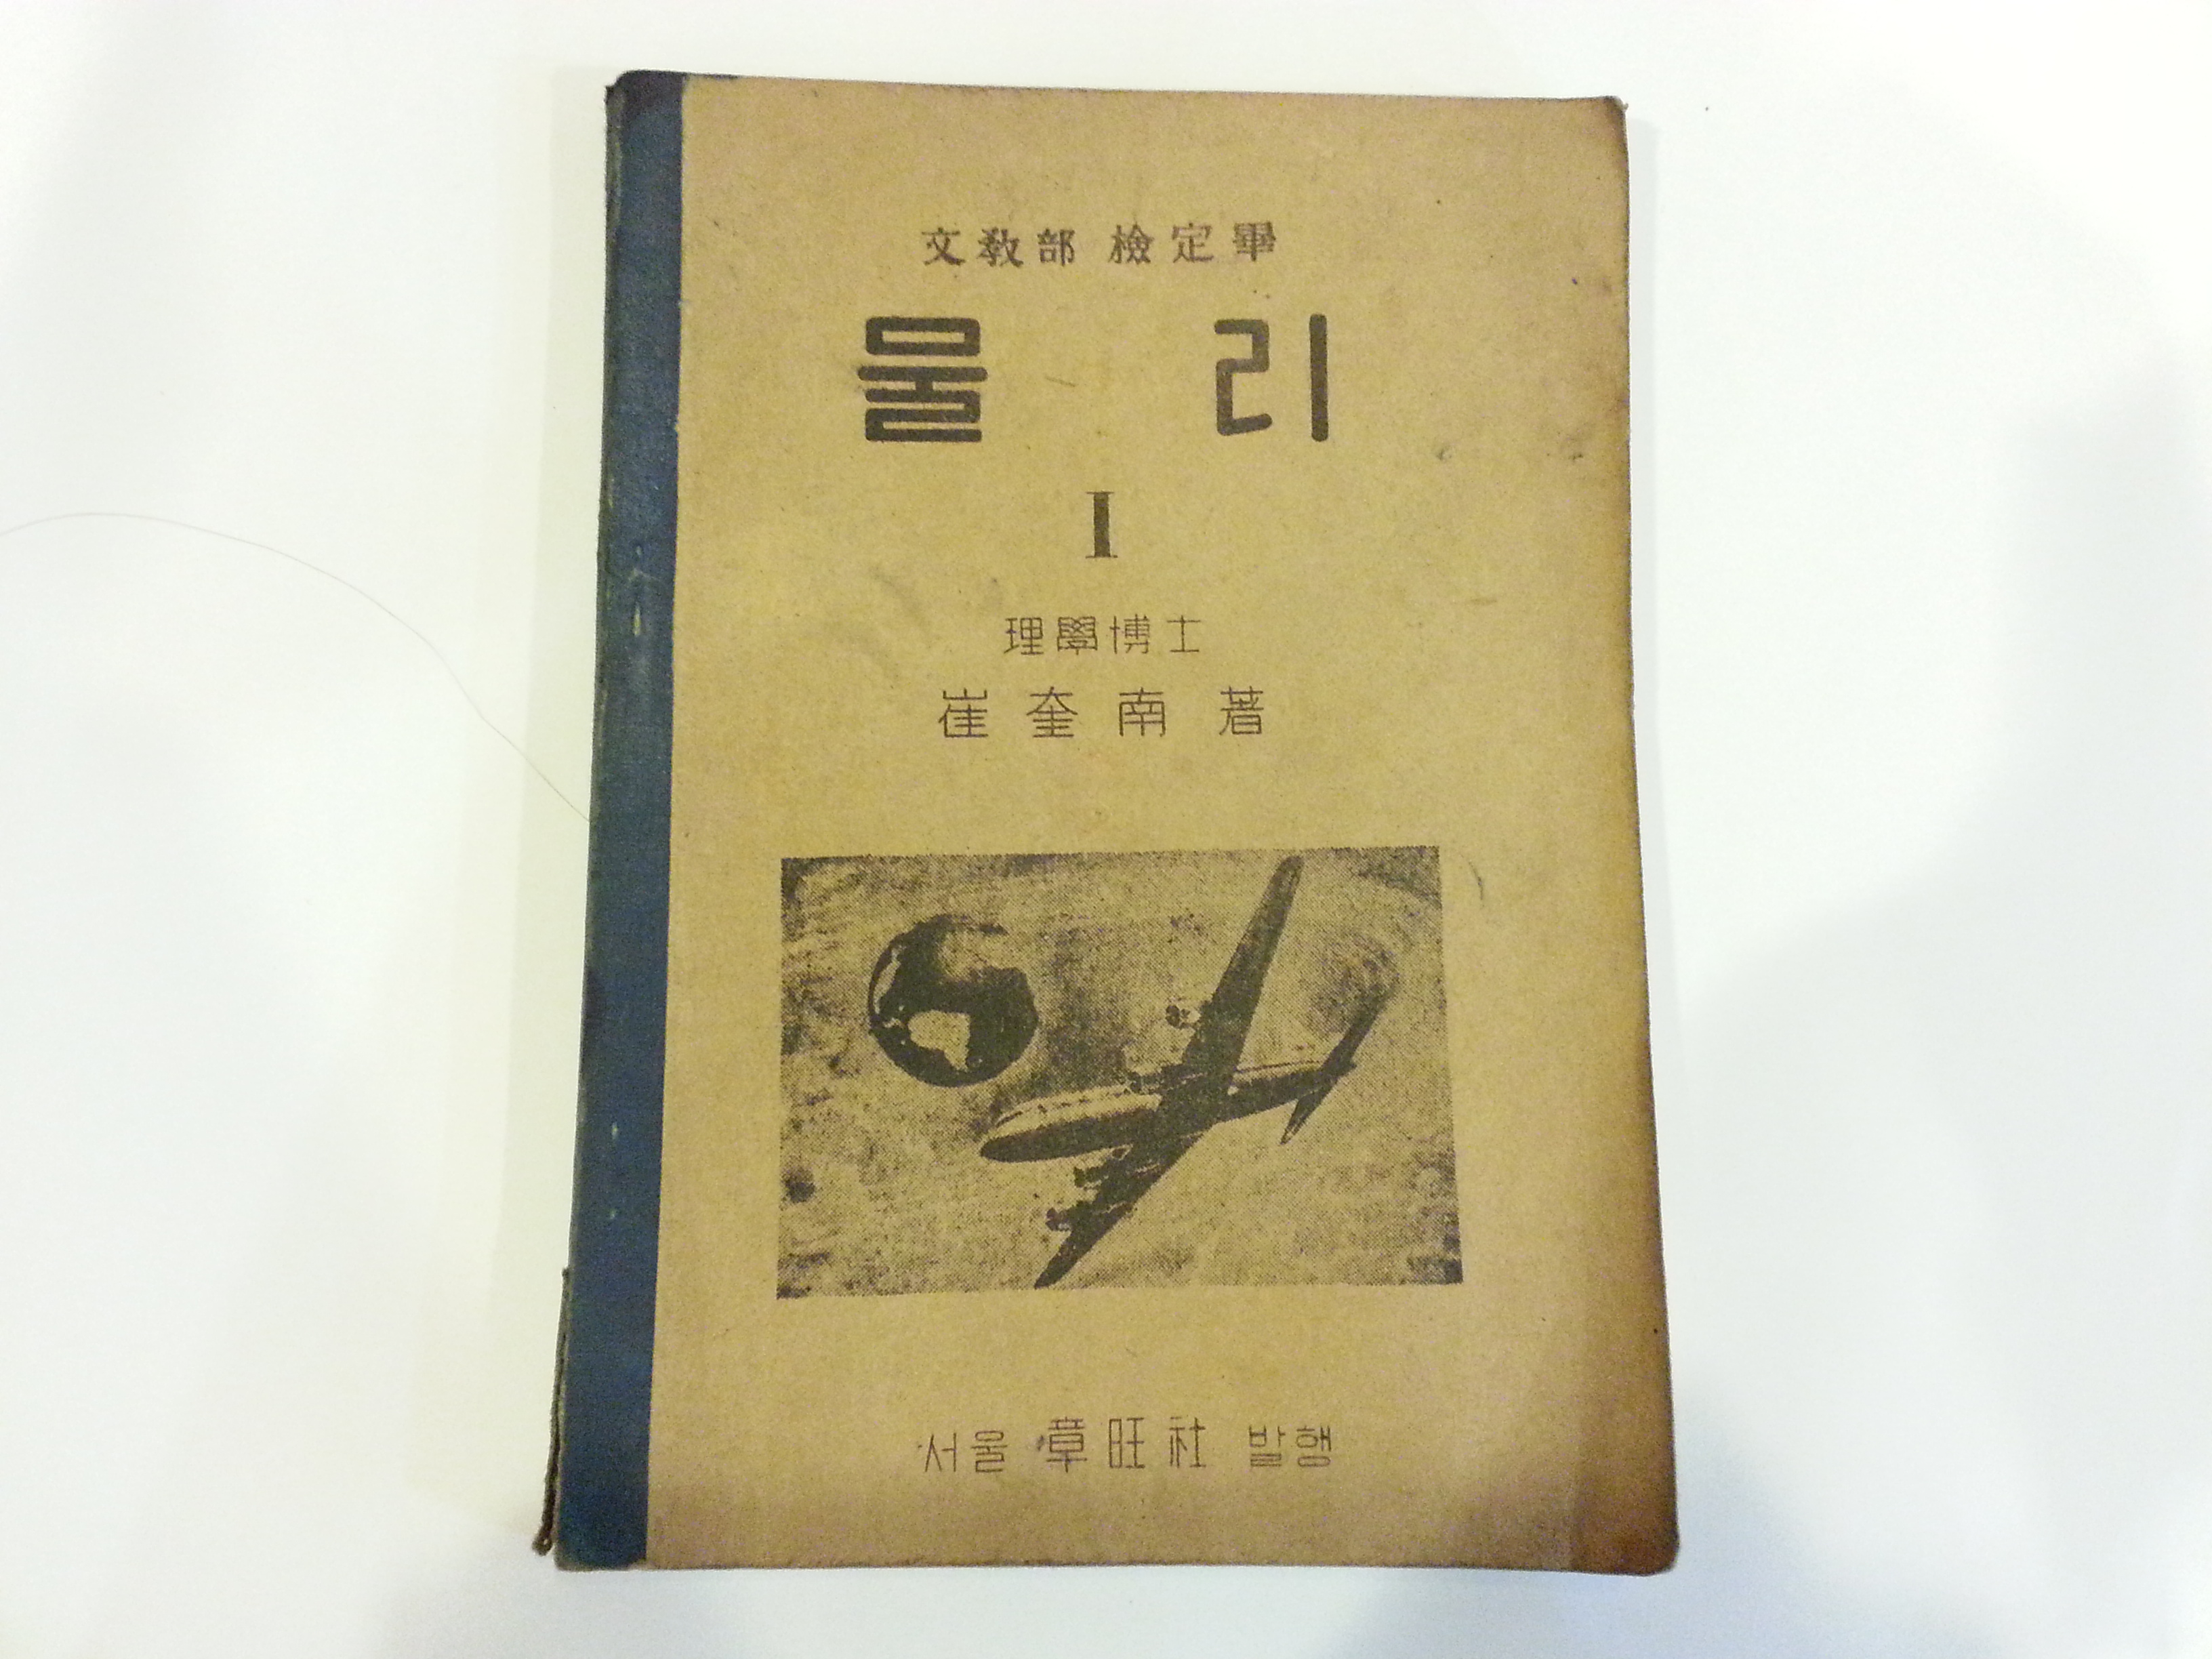 文敎部 檢定畢
물리
I
理學博士
崔奎南 著
서울 章旺社 발행